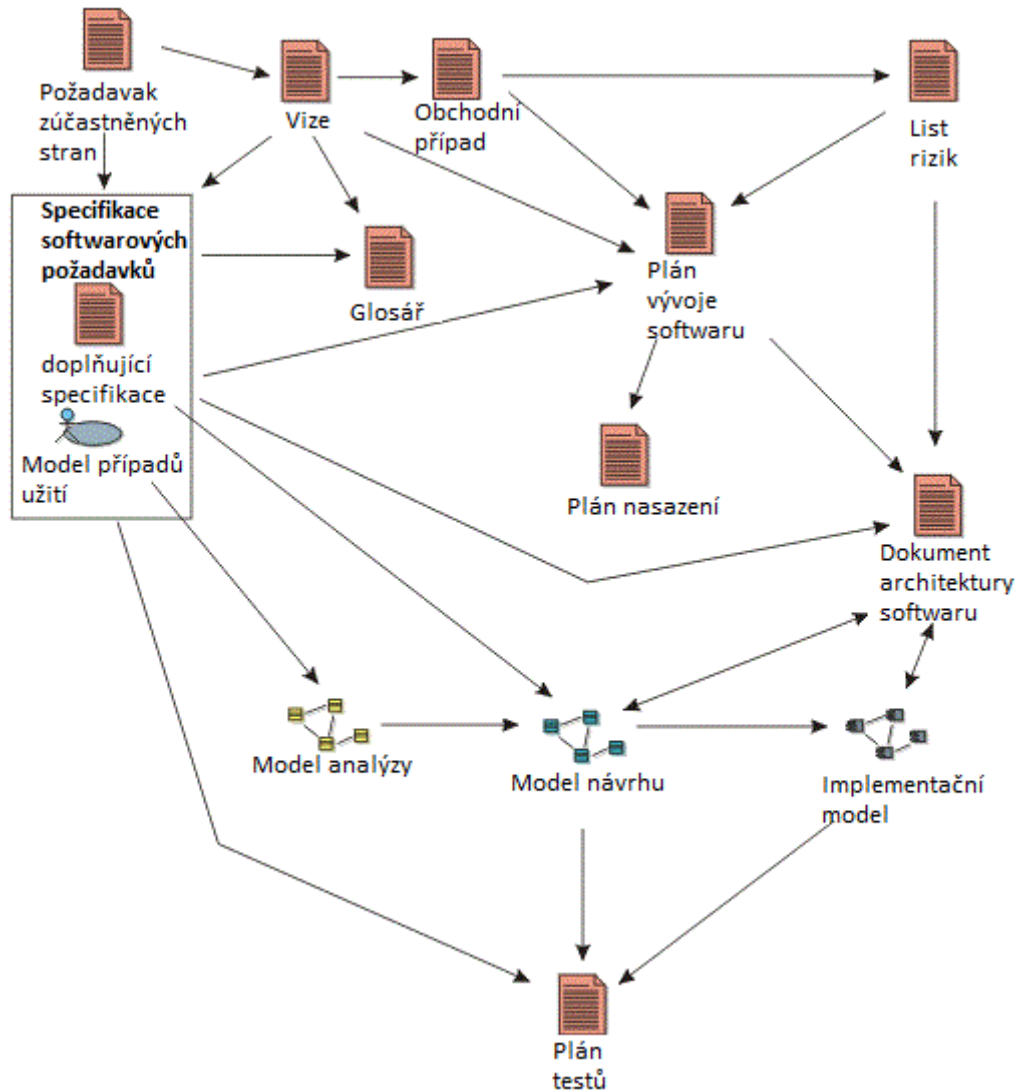 Požadavak
zúčastněných
stran
Vize
Obchodní
případ
List
rizik
Specifikace
softwarových
požadavků
doplňující
specifikace
Model případů
užití
Glosář
Plán
vývoje
softwaru
Plán nasazení
Dokument
architektury
softwaru
Model analýzy
Model návrhu
Implementační
model
Plán
testů